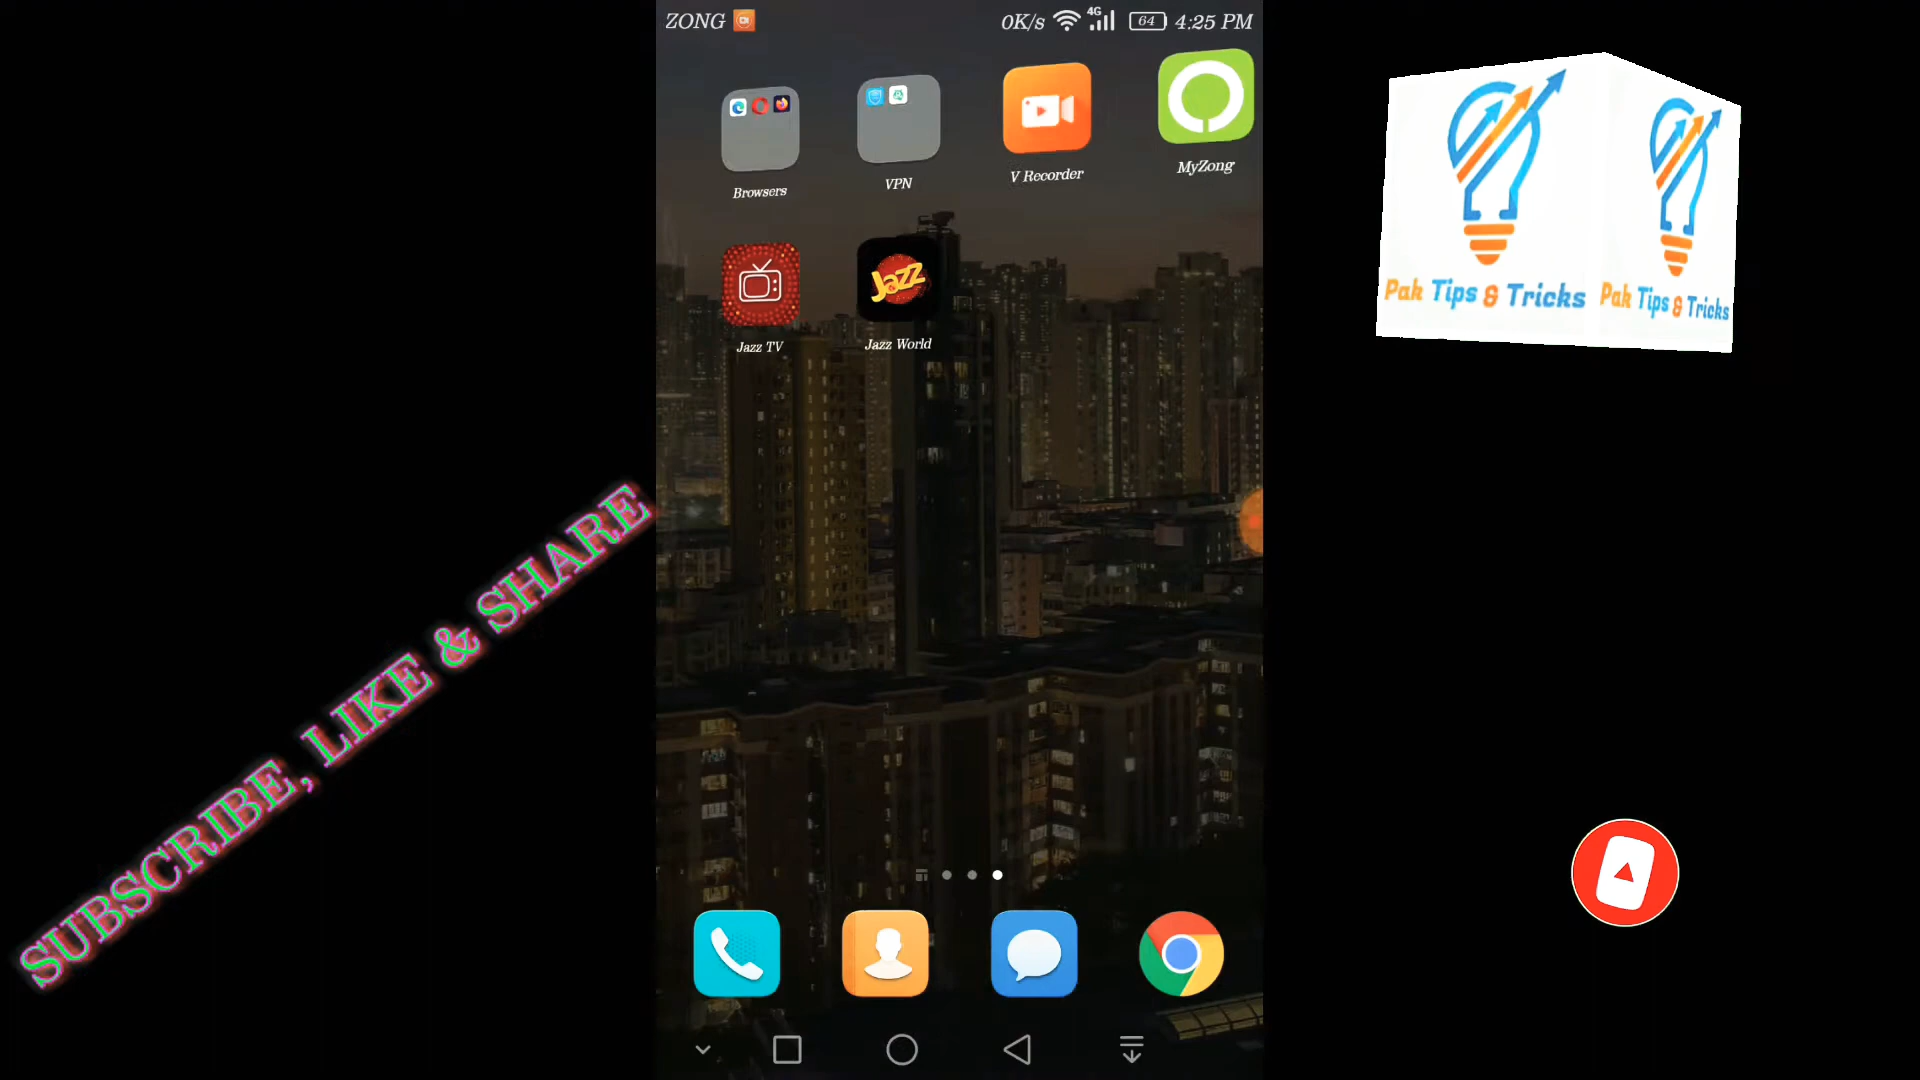 ZONG
0K/s 4G 64 4:25 PM
Browsers
VPN
V Recorder
MyZong
Jazz
Jazz TV
Jazz World
Pak Tips & Tricks
Pak Tips & Tricks
SUBSCRIBE, LIKE & SHARE